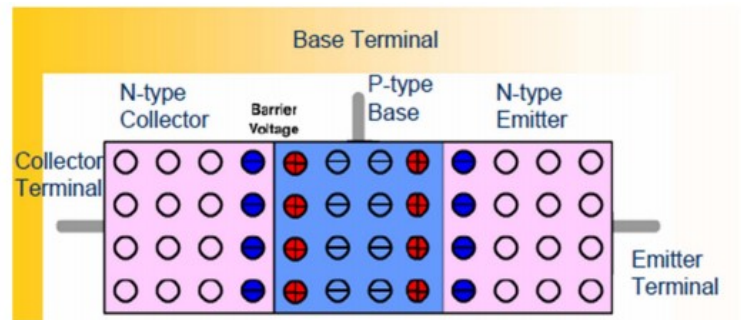 Base Terminal
N-type
Collector
Barrier
Voltage
P-type
Base
N-type
Emitter
Collector
Terminal
Emitter
Terminal